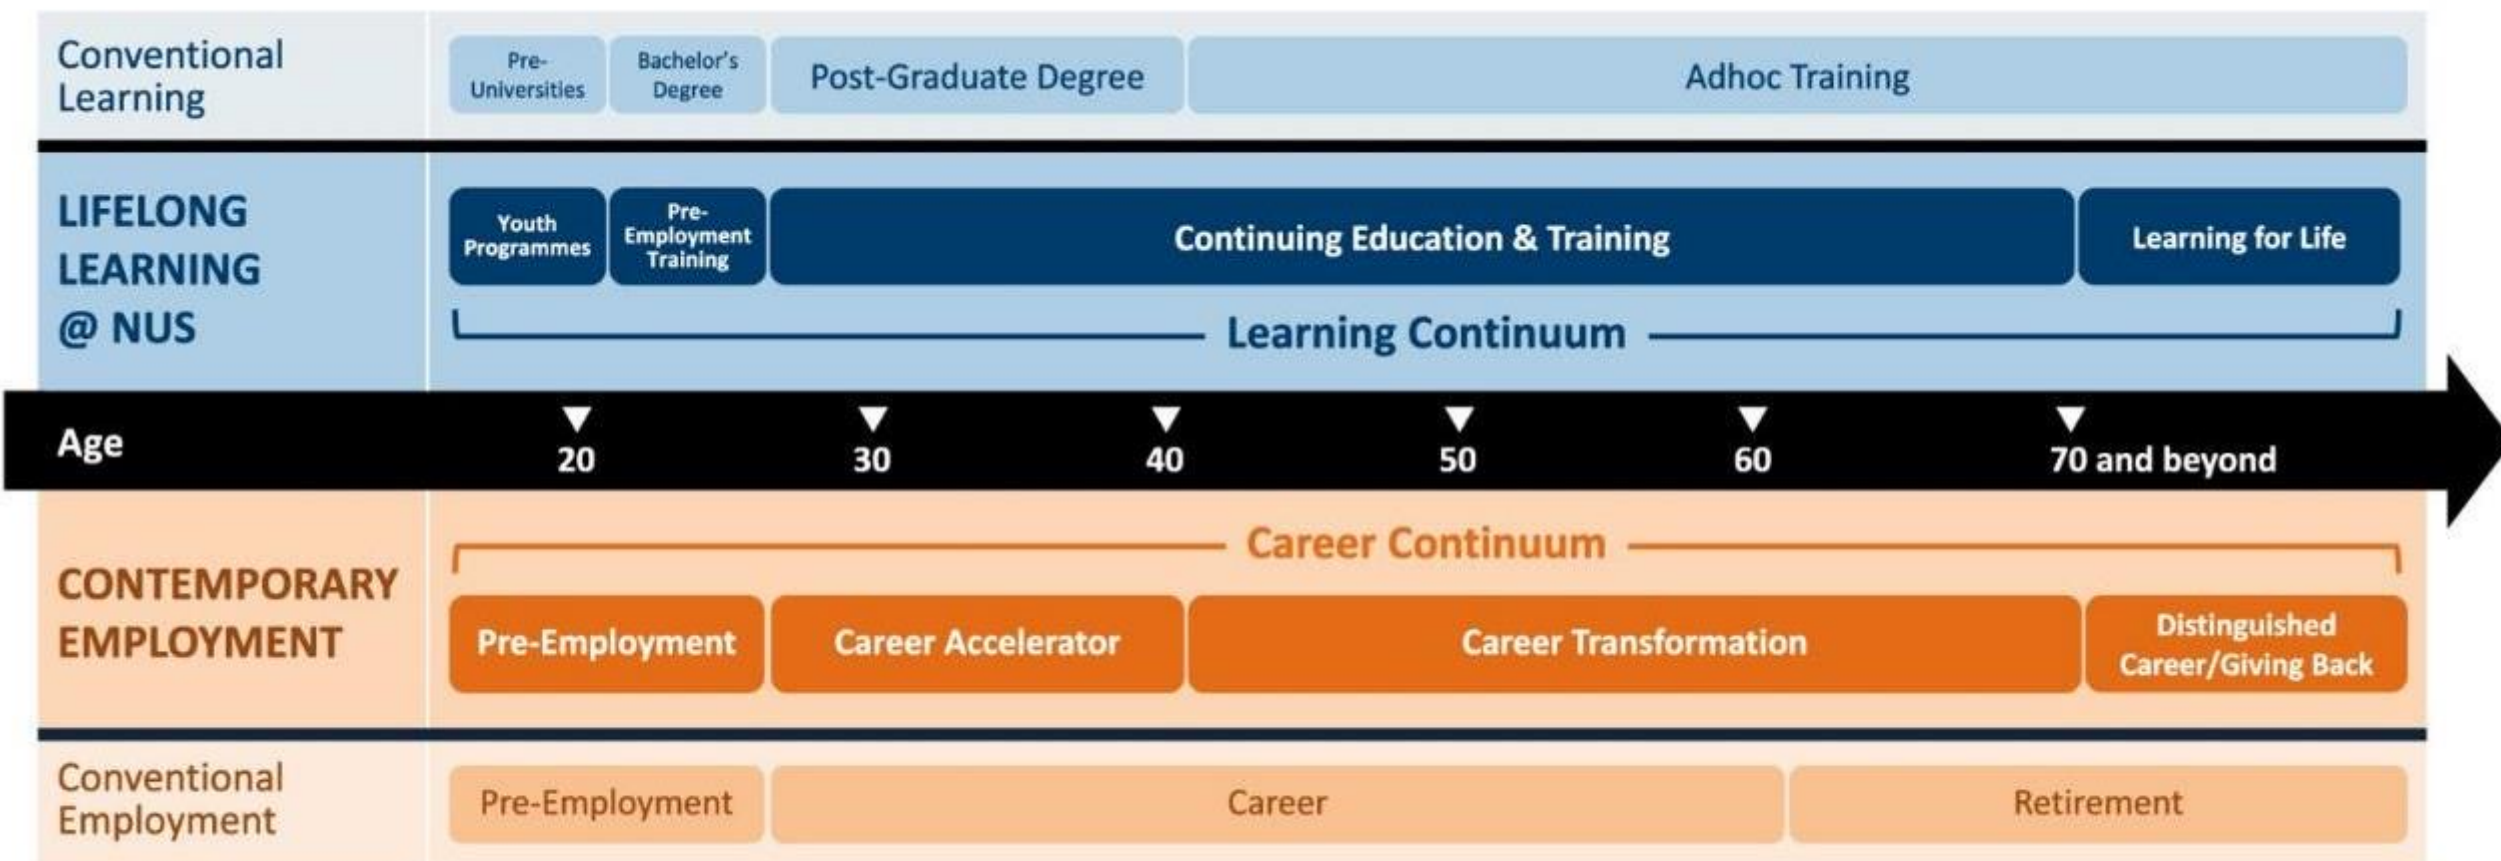 Conventional
Learning
Pre-
Universities
Bachelor's
Degree
Post-Graduate Degree
Adhoc Training
LIFELONG
LEARNING
@ NUS
Youth
Programmes
Pre-
Employment
Training
Continuing Education & Training
Learning for Life
Learning Continuum
Age
20
30
40
50
60
70 and beyond
Career Continuum
CONTEMPORARY
EMPLOYMENT
Pre-Employment
Career Accelerator
Career Transformation
Distinguished
Career/Giving Back
Conventional
Employment
Pre-Employment
Career
Retirement